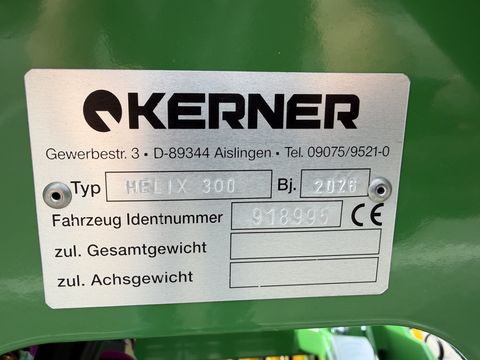 KERNER
Gewerbestr. 3 • D-89344 Aislingen • Tel. 09075/9521-0
Typ HELIX 300 Bj. 2026
Fahrzeug Identnummer 918995 CE
zul. Gesamtgewicht
zul. Achsgewicht